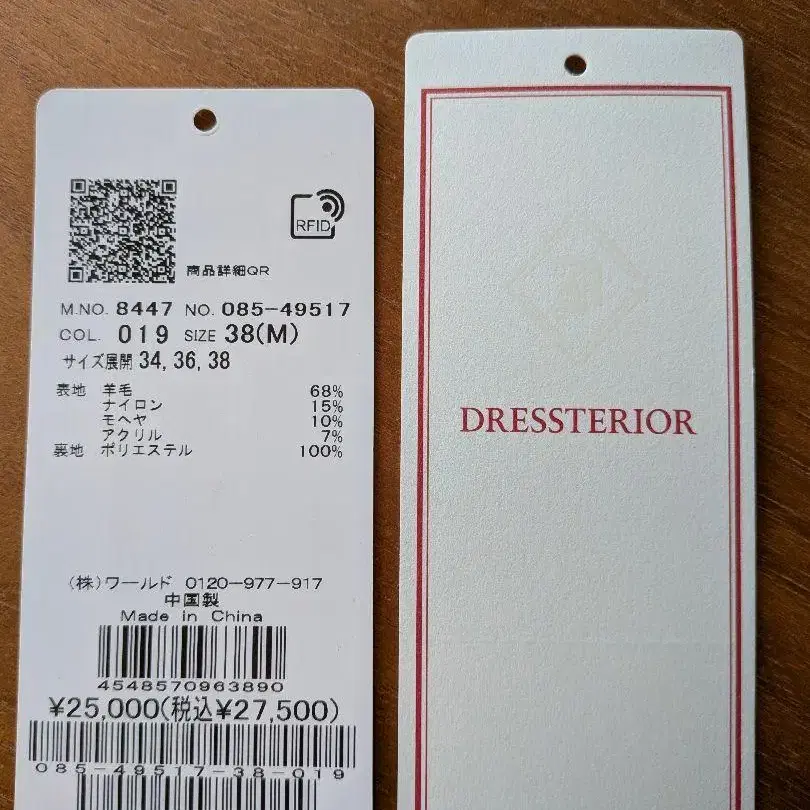 RFID
商品詳細QR
M.NO. 8447 NO. 085-49517
COL. 019 SIZE 38(M)
サイズ展開 34, 36, 38
表地 羊毛 68%
ナイロン 15%
モヘヤ 10%
アクリル 7%
裏地 ポリエステル 100%
(株)ワールド 0120-977-917
中国製
Made in China
4548570963890
¥25,000(税込¥27,500)
085-49517-38-019
DRESSTERIOR